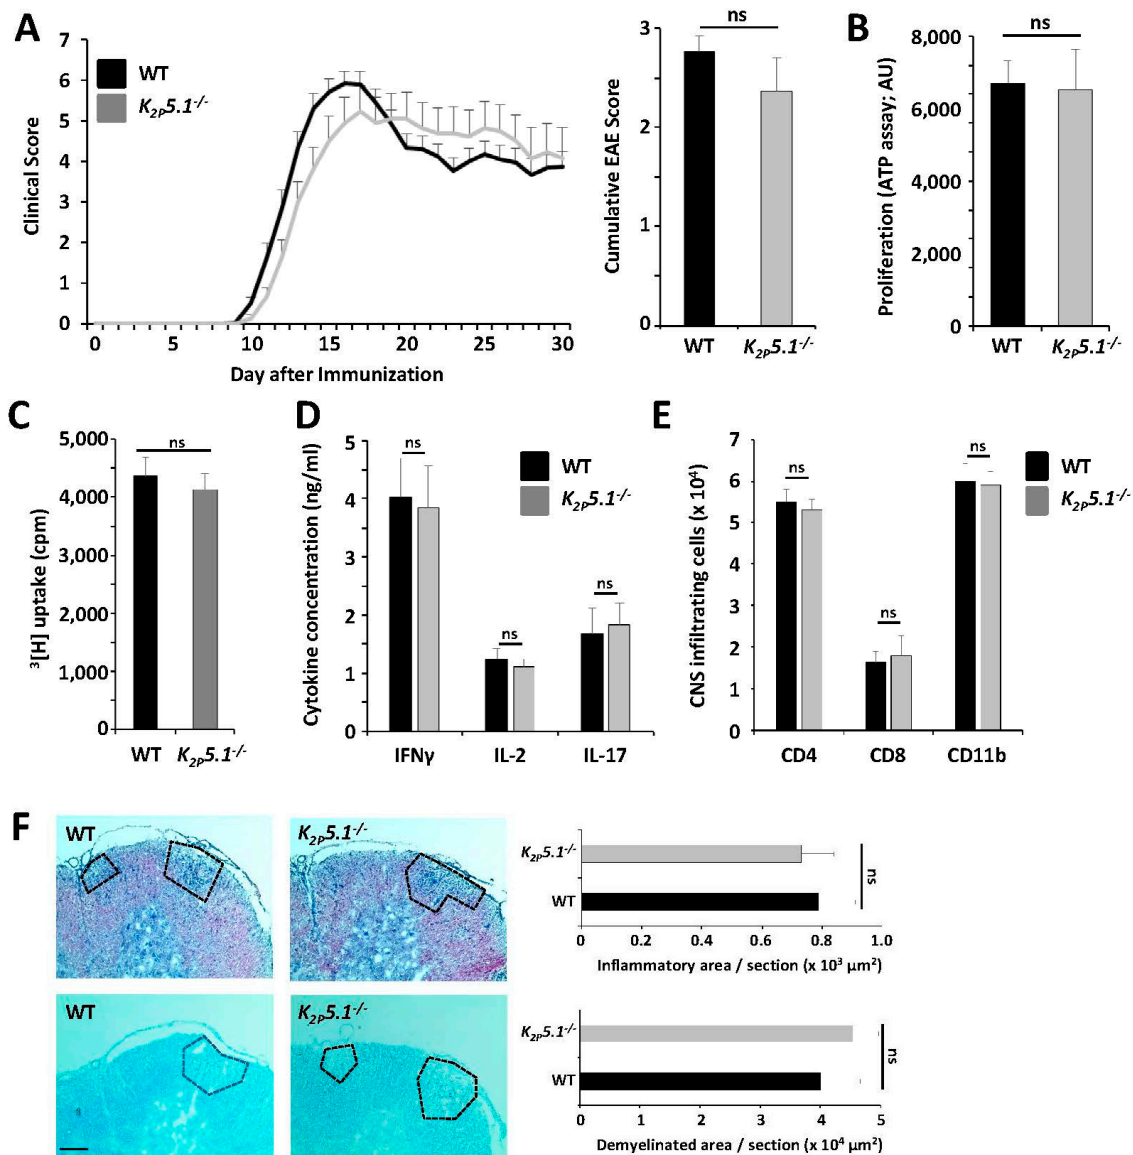 A
7
6
5
4
3
2
1
0
Clinical Score
WT
K2P5.1-/-
0 5 10 15 20 25 30
Day after Immunization
ns
3
2
1
0
Cumulative EAE Score
WT K2P5.1-/-
B
ns
8,000
6,000
4,000
2,000
0
Proliferation (ATP assay; AU)
WT K2P5.1-/-
C
5,000
4,000
3,000
2,000
1,000
0
3[H] uptake (cpm)
ns
WT K2P5.1-/-
D
5
4
3
2
1
0
Cytokine concentration (ng/ml)
ns
ns
ns
IFNγ IL-2 IL-17
WT
K2P5.1-/-
E
7
6
5
4
3
2
1
0
CNS infiltrating cells (x 10⁴)
ns
ns
ns
CD4 CD8 CD11b
WT
K2P5.1-/-
F
WT
K2P5.1-/-
K2P5.1-/-
WT
ns
0 0.2 0.4 0.6 0.8 1.0
Inflammatory area / section (x 10³ µm²)
WT
K2P5.1-/-
K2P5.1-/-
WT
ns
0 1 2 3 4 5
Demyelinated area / section (x 10⁴ µm²)